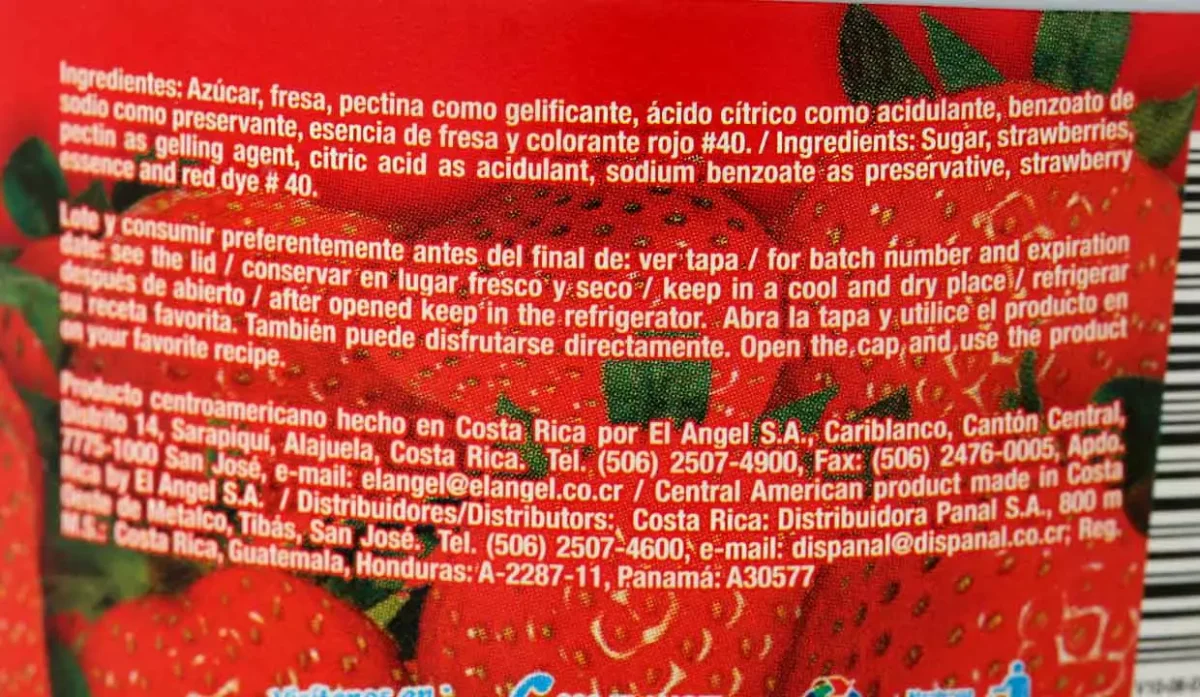 Ingredientes: Azúcar, fresa, pectina como gelificante, ácido cítrico como acidulante, benzoato de
sodio como preservante, esencia de fresa y colorante rojo #40. / Ingredients: Sugar, strawberries,
pectin as gelling agent, citric acid as acidulant, sodium benzoate as preservative, strawberry
essence and red dye # 40.
Lote y consumir preferentemente antes del final de: ver tapa / for batch number and expiration
date: see the lid / conservar en lugar fresco y seco / keep in a cool and dry place / refrigerar
después de abierto / after opened keep in the refrigerator. Abra la tapa y utilice el producto en
su receta favorita. También puede disfrutarse directamente. Open the cap, and use the product
on your favorite recipe.
Producto centroamericano hecho en Costa Rica por El Angel S.A., Cariblanco, Cantón Central,
Distrito 14, Sarapiquí, Alajuela, Costa Rica. Tel. (506) 2507-4900, Fax: (506) 2476-0005, Apdo.
7775-1000 San José, e-mail: elangel@elangel.co.cr / Central American product made in Costa
Rica by El Angel S.A. / Distribuidores/Distributors: Costa Rica: Distribuidora Panal S.A., 800 m
Oeste de Metalco, Tibás, San José. Tel. (506) 2507-4600, e-mail: dispanal@dispanal.co.cr, Reg.
M.S.: Costa Rica, Guatemala, Honduras: A-2287-11, Panamá: A30577